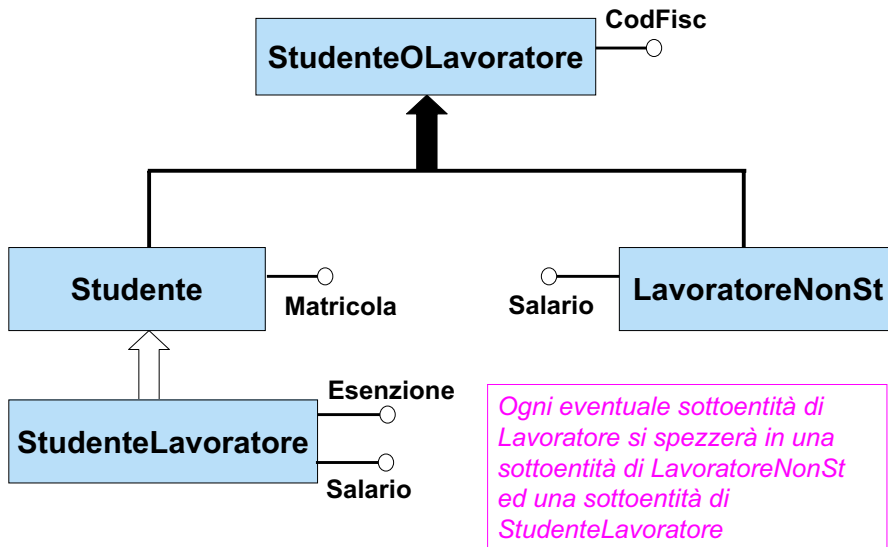 CodFisc
StudenteOLavoratore
Studente
Matricola
Salario
LavoratoreNonSt
Esenzione
StudenteLavoratore
Salario
Ogni eventuale sottoentità di
Lavoratore si spezzerà in una
sottoentità di LavoratoreNonSt
ed una sottoentità di
StudenteLavoratore